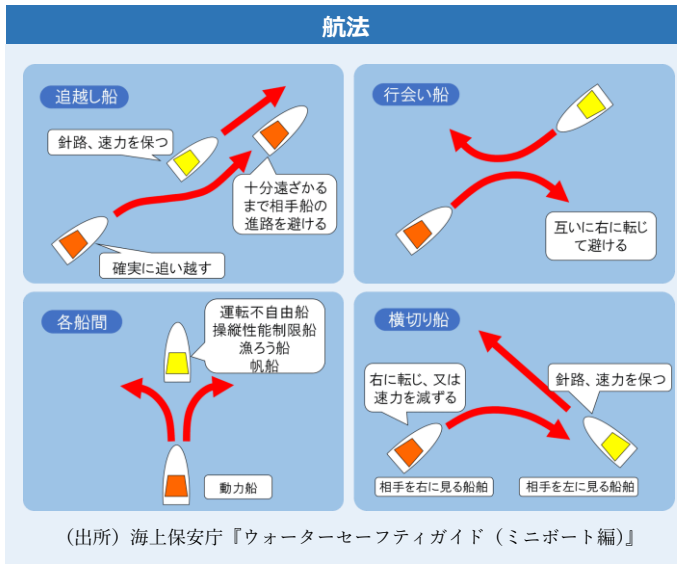 航法
追越し船
針路、速力を保つ
十分遠ざかる
まで相手船の
進路を避ける
確実に追い越す
行会い船
互いに右に転じ
て避ける
各船間
運転不自由船
操縦性能制限船
漁ろう船
帆船
動力船
横切り船
右に転じ、又は
速力を減ずる
針路、速力を保つ
相手を右に見る船舶
相手を左に見る船舶
（出所）海上保安庁『ウォーターセーフティガイド（ミニボート編）』